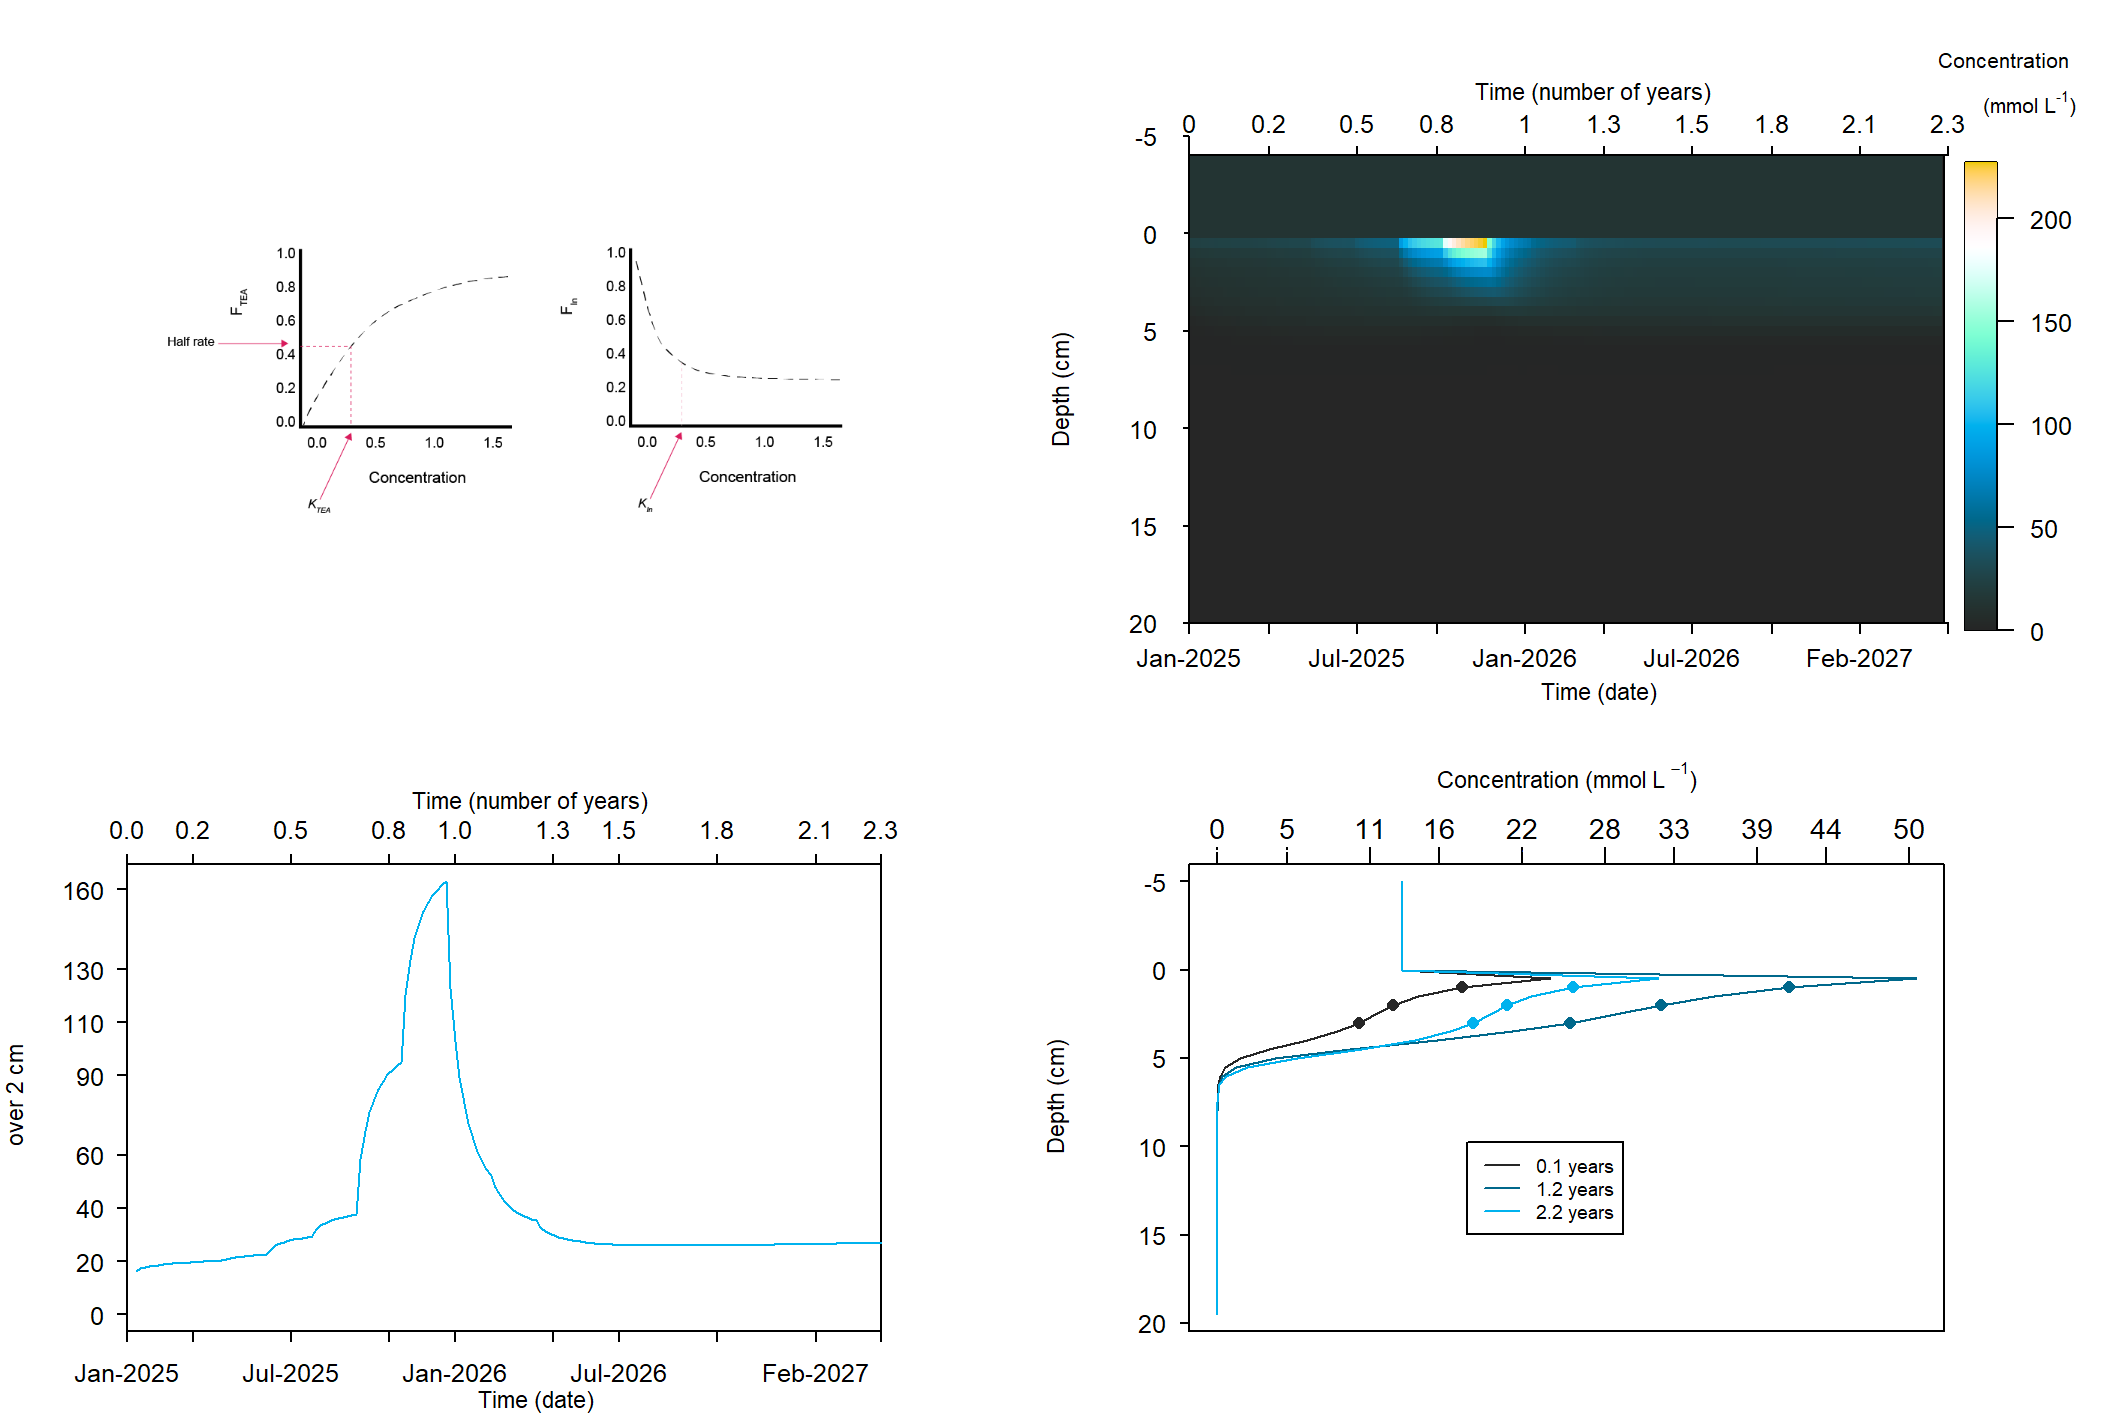 1.0
0.8
0.6
0.4
0.2
0.0
F TEA
Half rate
0.0 0.5 1.0 1.5
Concentration
K TEA
1.0
0.8
0.6
0.4
0.2
0.0
F In
0.0 0.5 1.0 1.5
Concentration
K In
Concentration
(mmol L-1)
Time (number of years)
0 0.2 0.5 0.8 1 1.3 1.5 1.8 2.1 2.3
-5
0
5
10
15
20
Depth (cm)
200
150
100
50
0
Jan-2025 Jul-2025 Jan-2026 Jul-2026 Feb-2027
Time (date)
Time (number of years)
0.0 0.2 0.5 0.8 1.0 1.3 1.5 1.8 2.1 2.3
160
130
110
90
60
40
20
0
over 2 cm
Jan-2025 Jul-2025 Jan-2026 Jul-2026 Feb-2027
Time (date)
Concentration (mmol L −1)
0 5 11 16 22 28 33 39 44 50
-5
0
5
10
15
20
Depth (cm)
0.1 years
1.2 years
2.2 years